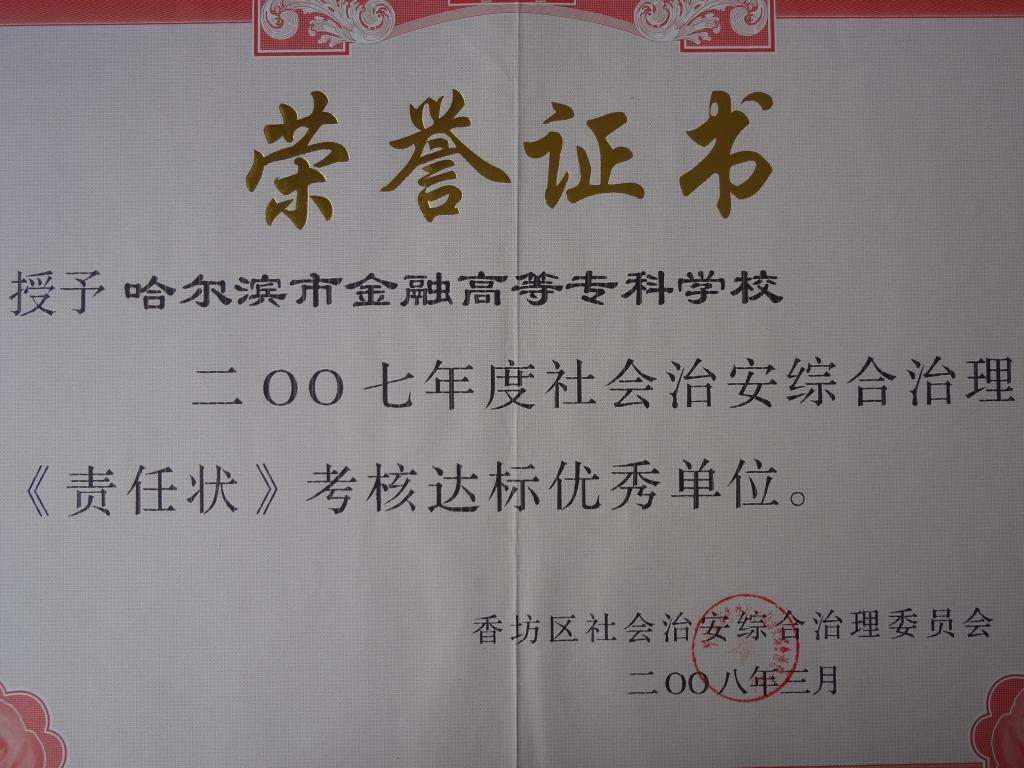 荣誉证书
授予 哈尔滨市金融高等专科学校
二OO七年度社会治安综合治理
《责任状》考核达标优秀单位。
香坊区社会治安综合治理委员会
二OO八年三月